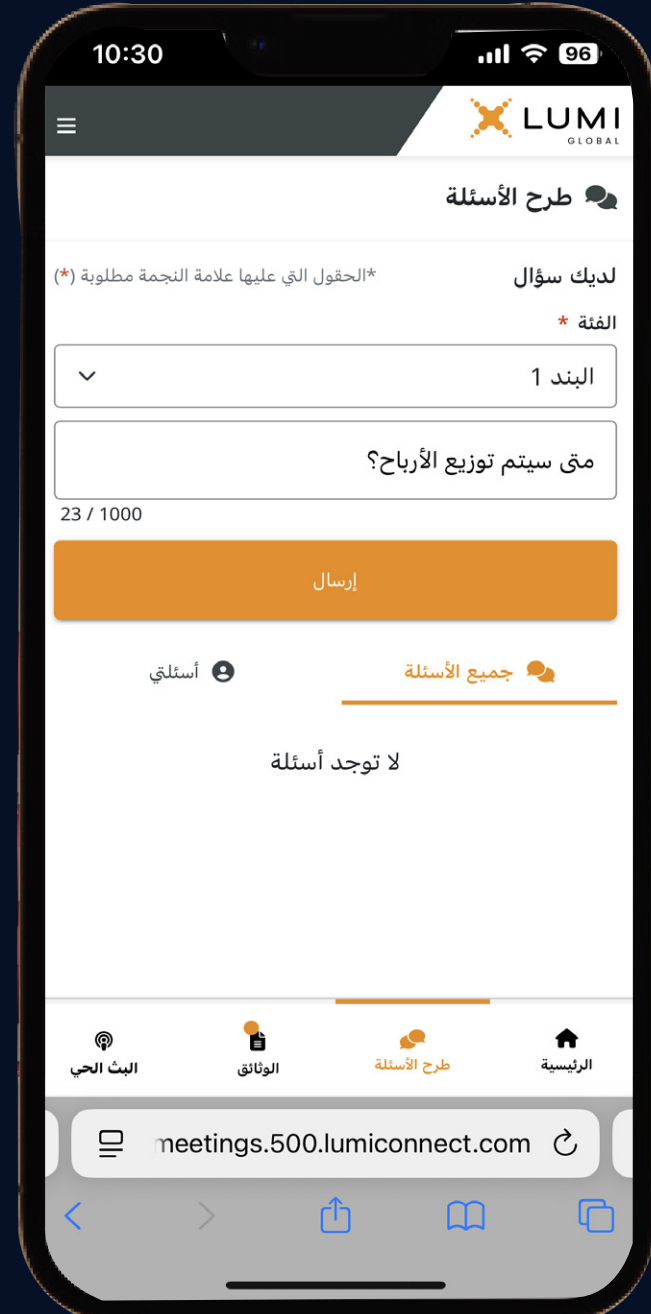 10:30
96
LUMI
GLOBAL
طرح الأسئلة
لديك سؤال
*الحقول التي عليها علامة النجمة مطلوبة (*)
الفئة *
البند 1
متى سيتم توزيع الأرباح؟
23 / 1000
إرسال
جميع الأسئلة
أسئلتي
لا توجد أسئلة
الرئيسية
طرح الأسئلة
الوثائق
البث الحي
meetings.500.lumiconnect.com